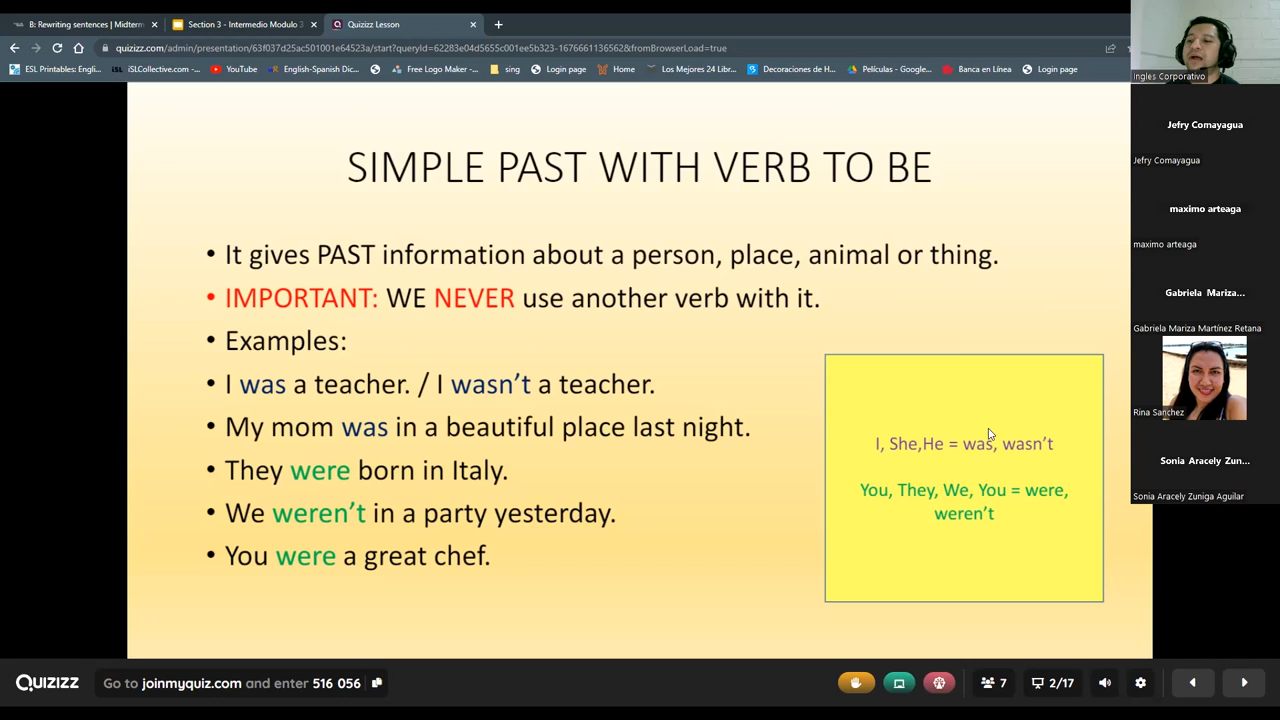 B: Rewriting sentences | Midterm
Section 3 - Intermedio Modulo 3
Quizizz Lesson
quizizz.com/admin/presentation/63f037d25ac501001e64523a/start?queryId=62283e04d5655c001ee5b323-1676661136562&fromBrowserLoad=true
ESL Printables: Engli...
iSLCollective.com -...
YouTube
English-Spanish Dic...
Free Logo Maker -...
sing
Login page
Home
Los Mejores 24 Libr...
Decoraciones de H...
Películas - Google...
Banca en Línea
Login page
SIMPLE PAST WITH VERB TO BE
• It gives PAST information about a person, place, animal or thing.
• IMPORTANT: WE NEVER use another verb with it.
• Examples:
• I was a teacher. / I wasn't a teacher.
• My mom was in a beautiful place last night.
• They were born in Italy.
• We weren't in a party yesterday.
• You were a great chef.
I, She,He = was, wasn't
You, They, We, You = were,
weren't
Ingles Corporativo
Jefry Comayagua
Jefry Comayagua
maximo arteaga
maximo arteaga
Gabriela Mariza...
Gabriela Mariza Martínez Retana
Rina Sanchez
Sonia Aracely Zun...
Sonia Aracely Zuniga Aguilar
Quizizz
Go to joinmyquiz.com and enter 516 056
7
2/17